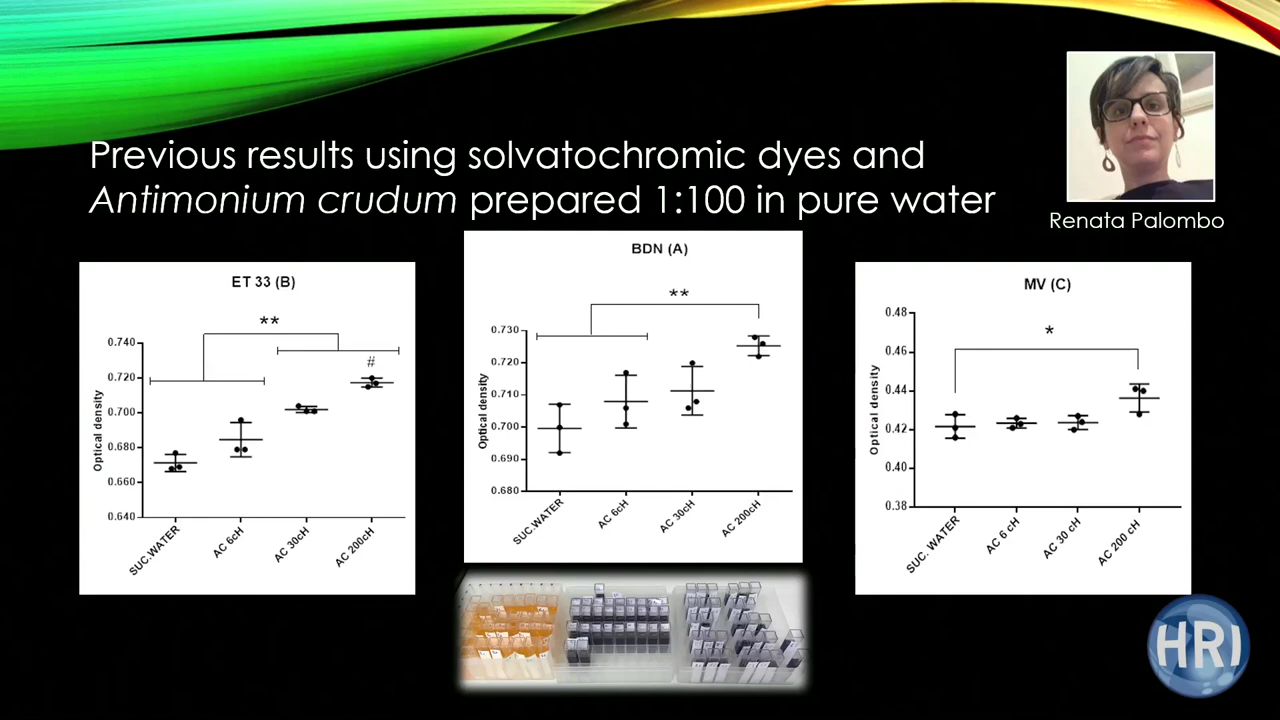 Previous results using solvatochromic dyes and
Antimonium crudum prepared 1:100 in pure water
Renata Palombo
ET 33 (B)
**
#
Optical density
0.740
0.720
0.700
0.680
0.660
0.640
SUC.WATER
AC 6cH
AC 30cH
AC 200cH
BDN (A)
**
Optical density
0.730
0.720
0.710
0.700
0.690
0.680
SUC.WATER
AC 6cH
AC 30cH
AC 200cH
MV (C)
*
Optical density
0.48
0.46
0.44
0.42
0.40
0.38
SUC. WATER
AC 6 cH
AC 30 cH
AC 200 cH
HRI